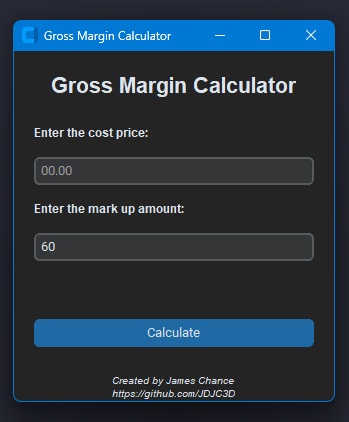 Gross Margin Calculator
Gross Margin Calculator
Enter the cost price:
00.00
Enter the mark up amount:
60
Calculate
Created by James Chance
https://github.com/JDJC3D